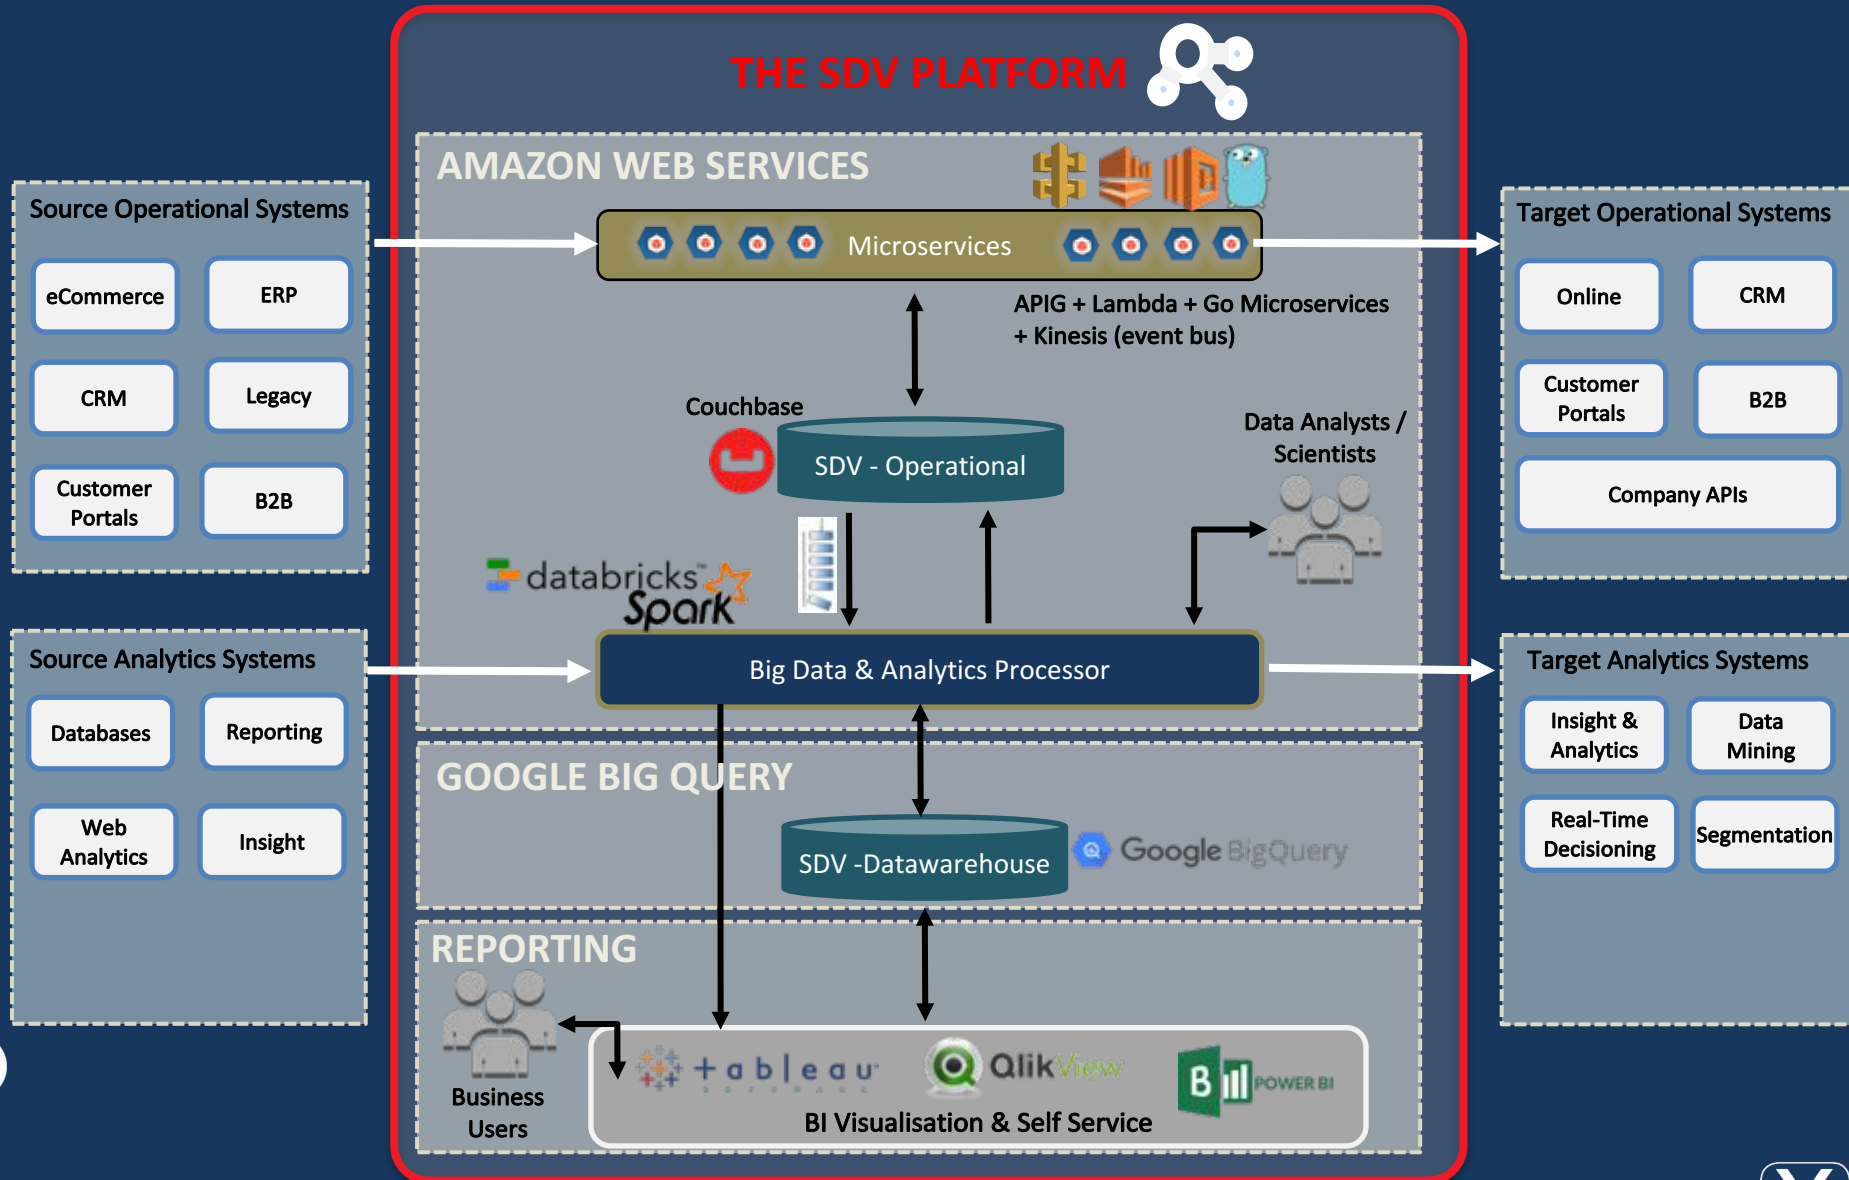 THE SDV PLATFORM
AMAZON WEB SERVICES
Source Operational Systems
eCommerce
ERP
CRM
Legacy
Customer
Portals
B2B
Microservices
APIG + Lambda + Go Microservices
+ Kinesis (event bus)
Couchbase
SDV - Operational
Data Analysts /
Scientists
databricks™
Spark
Big Data & Analytics Processor
Target Operational Systems
Online
CRM
Customer
Portals
B2B
Company APIs
Source Analytics Systems
Databases
Reporting
Web
Analytics
Insight
Target Analytics Systems
Insight &
Analytics
Data
Mining
Real-Time
Decisioning
Segmentation
GOOGLE BIG QUERY
SDV -Datawarehouse
Google BigQuery
REPORTING
Business
Users
+ableau
SOFTWARE
QlikView
B
POWER BI
BI Visualisation & Self Service